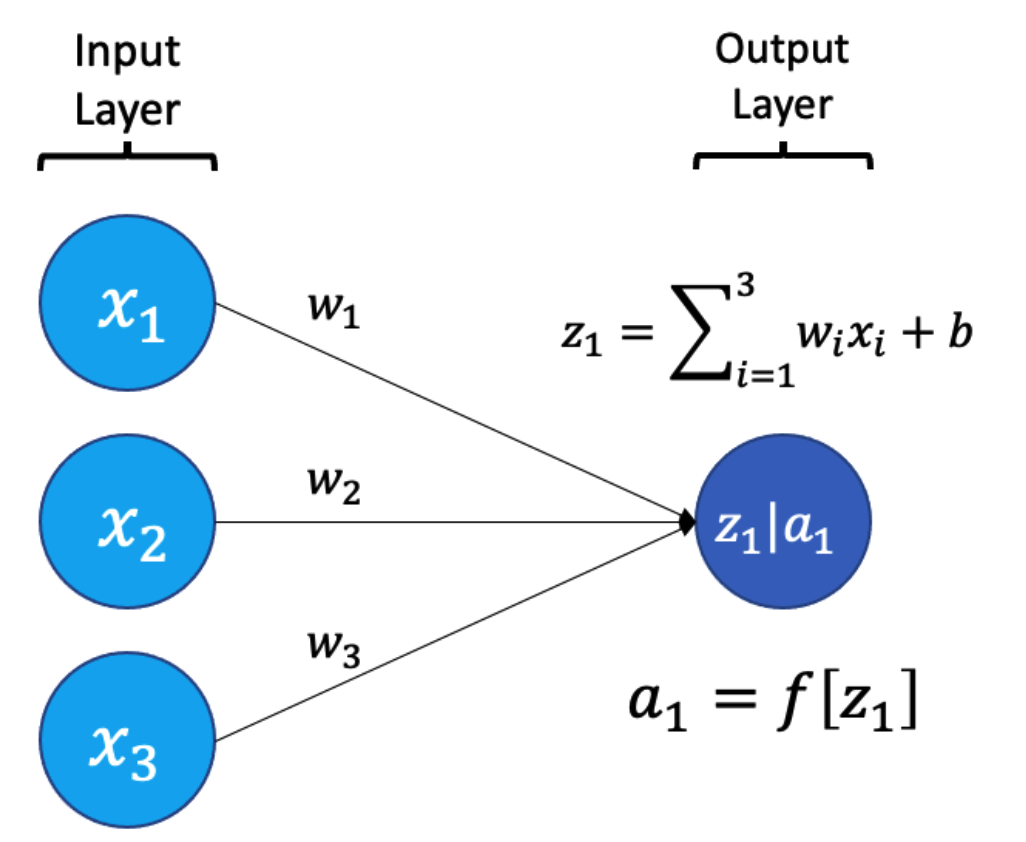 Input
Layer
Output
Layer
x₁
w₁
z₁ = ∑³ᵢ₌₁ wᵢxᵢ + b
w₂
x₂
z₁|a₁
w₃
x₃
a₁ = f[z₁]